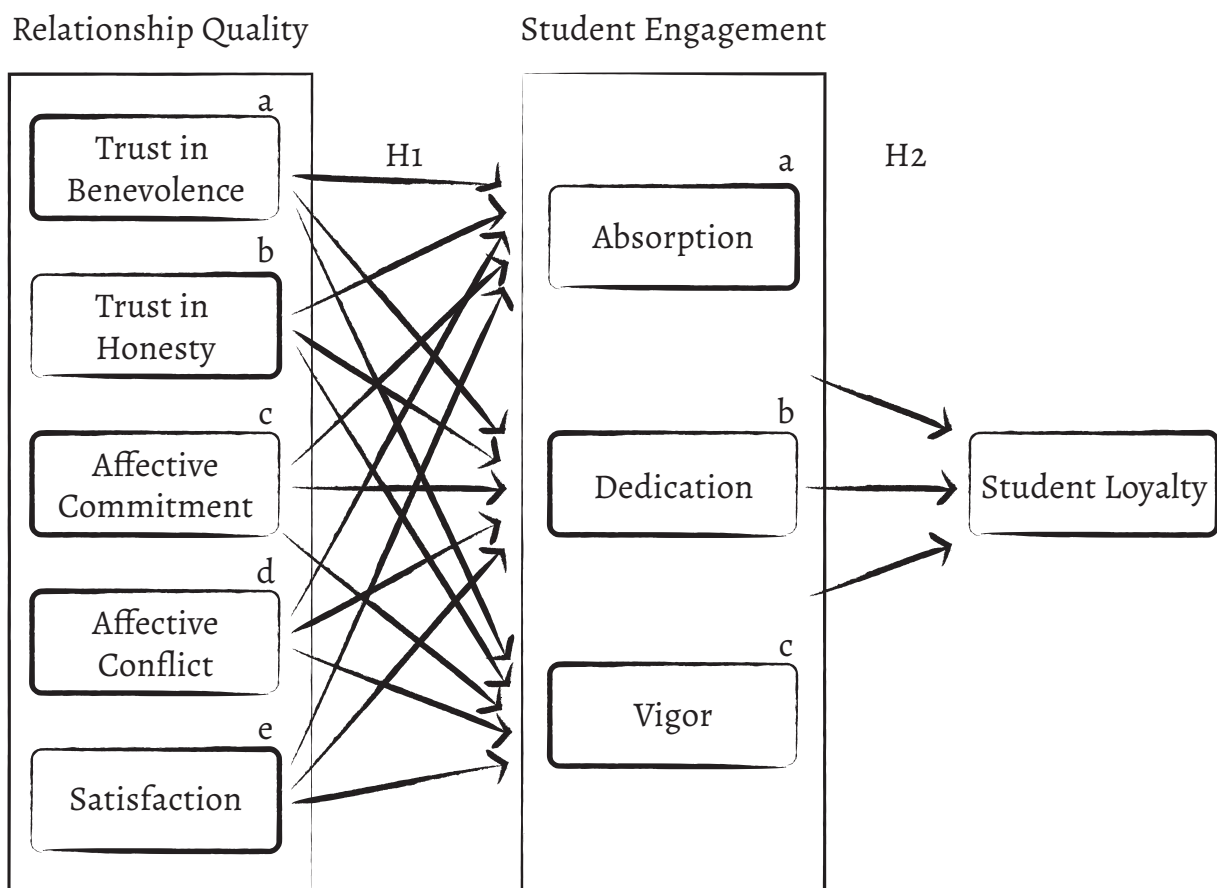 Relationship Quality
Student Engagement
a
Trust in
Benevolence
b
Trust in
Honesty
c
Affective
Commitment
d
Affective
Conflict
e
Satisfaction
H1
a
Absorption
b
Dedication
c
Vigor
H2
Student Loyalty